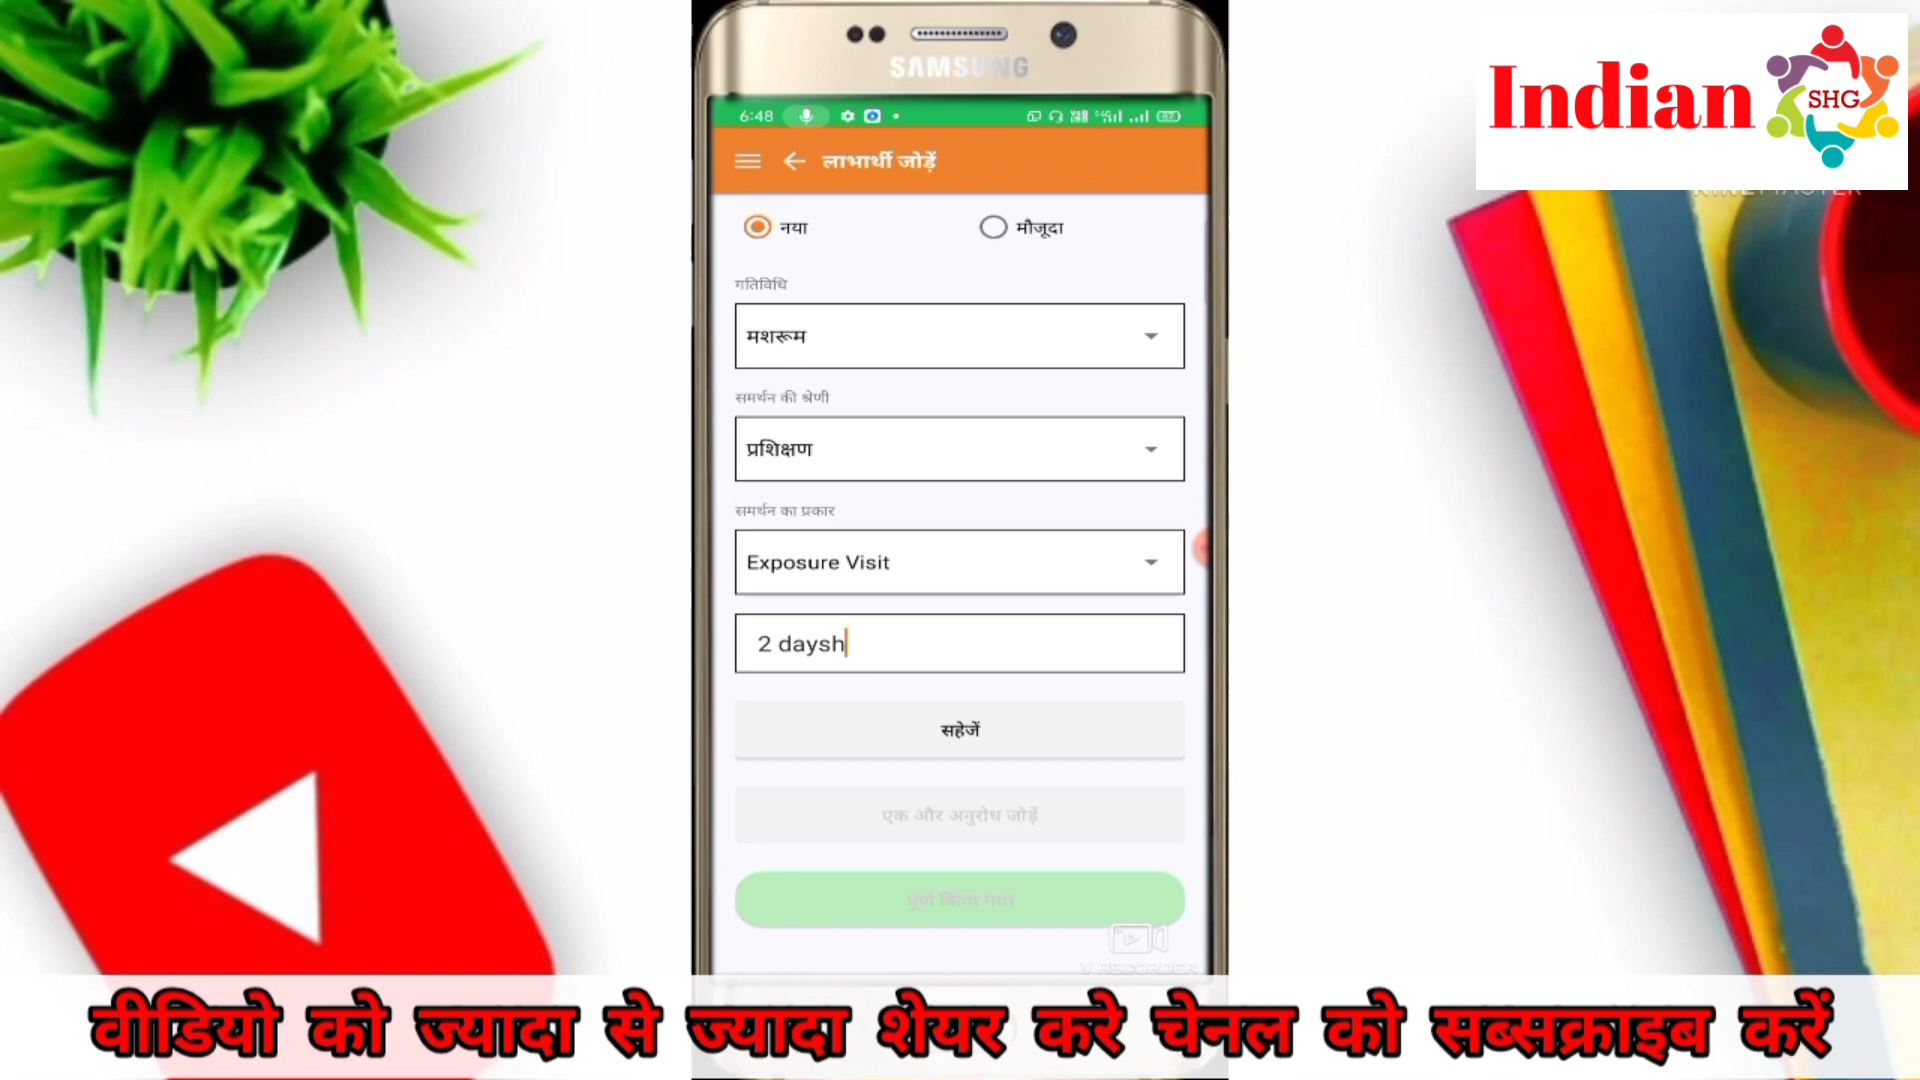 SAMSUNG
Indian
SHG
6:48
लाभार्थी जोड़ें
नया
मौजूदा
गतिविधि
मशरूम
समर्थन की श्रेणी
प्रशिक्षण
समर्थन का प्रकार
Exposure Visit
2 daysh
सहेजें
एक और अनुरोध जोड़ें
पूर्ण किया गया
V RECORDER
वीडियो को ज्यादा से ज्यादा शेयर करे चेनल को सब्सक्राइब करें